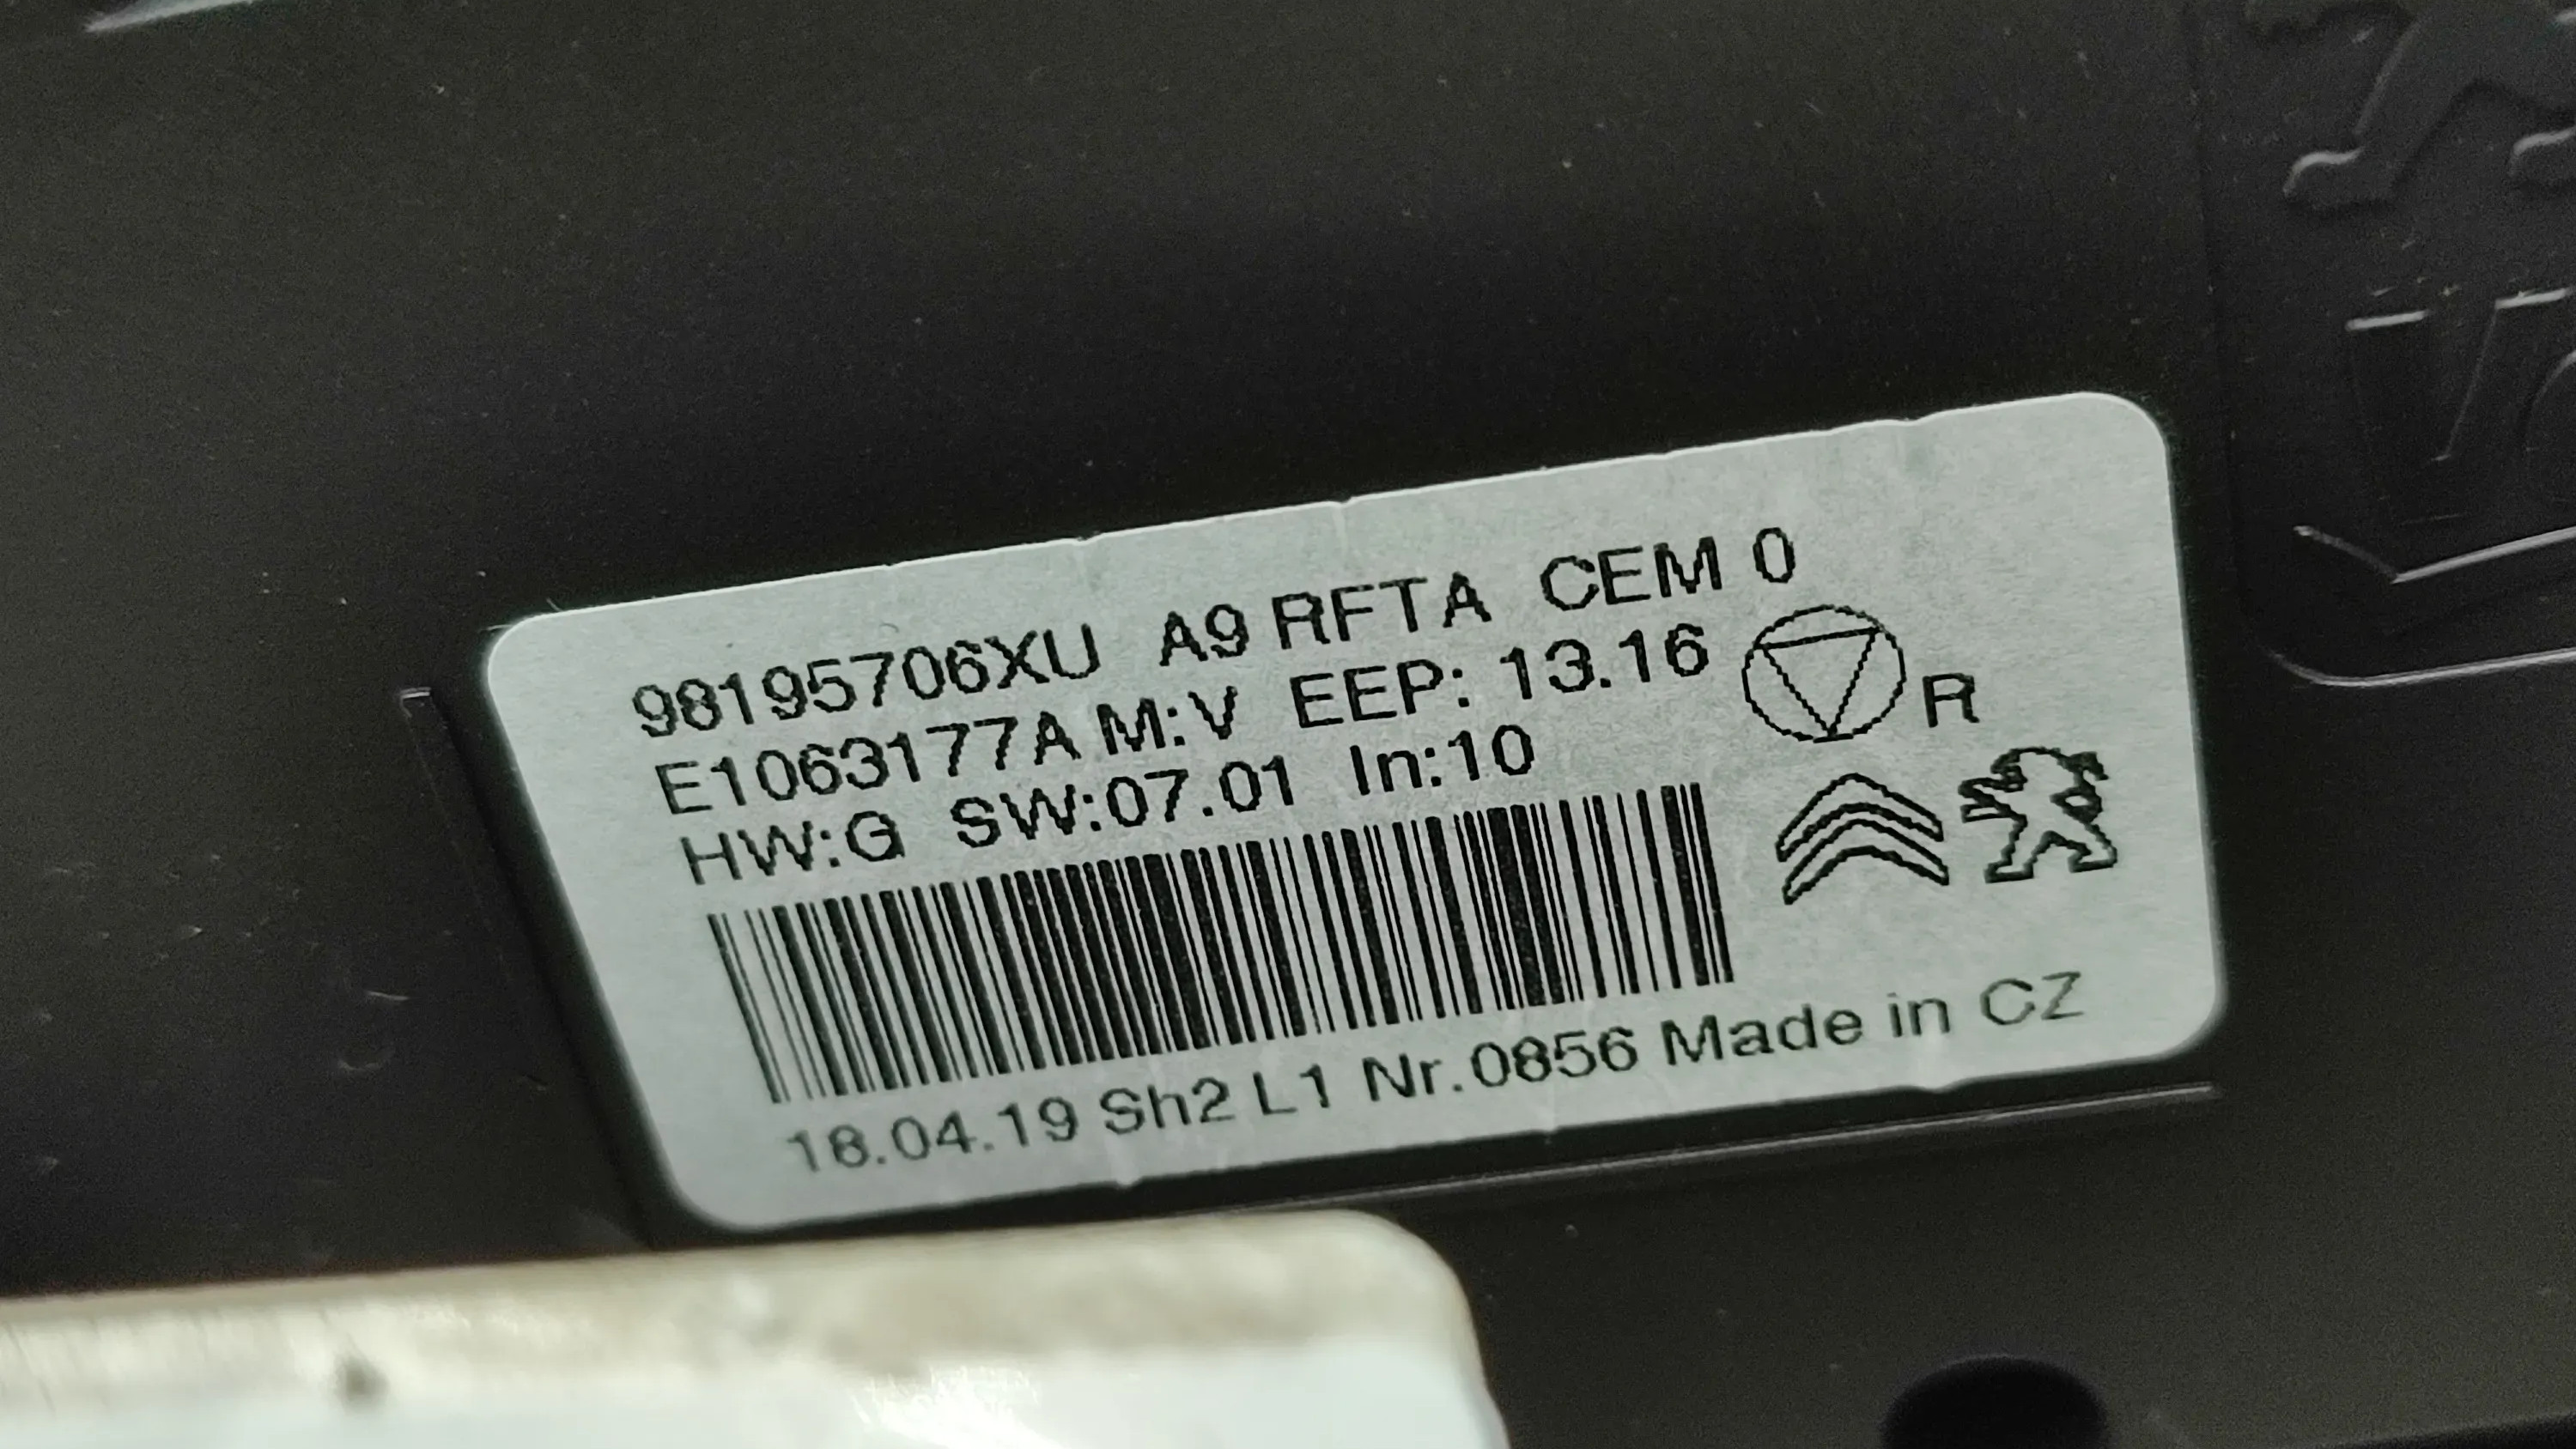 98195706XU A9 RFTA CEM 0
E1063177A M:V EEP: 13.16
R
HW:G SW:07.01 In:10
18.04.19 Sh2 L1 Nr.0856 Made in CZ